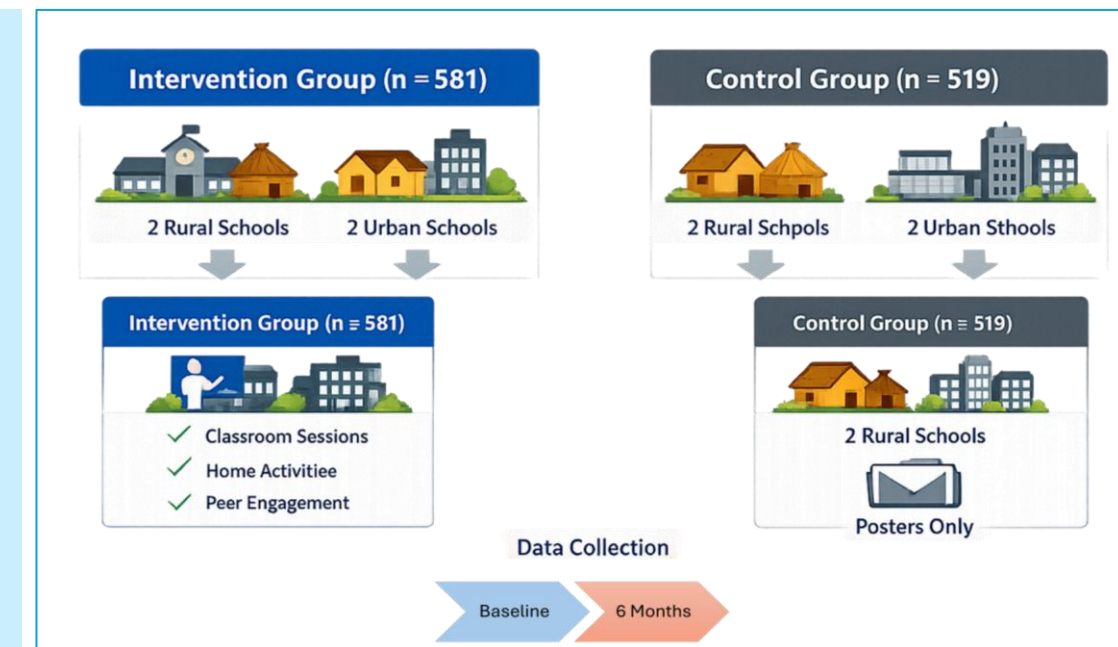 Intervention Group (n = 581)
2 Rural Schools
2 Urban Schools
Control Group (n = 519)
2 Rural Schpols
2 Urban Sthools
Intervention Group (n = 581)
Classroom Sessions
Home Activitiee
Peer Engagement
Control Group (n ≡ 519)
2 Rural Schools
Posters Only
Data Collection
Baseline
6 Months